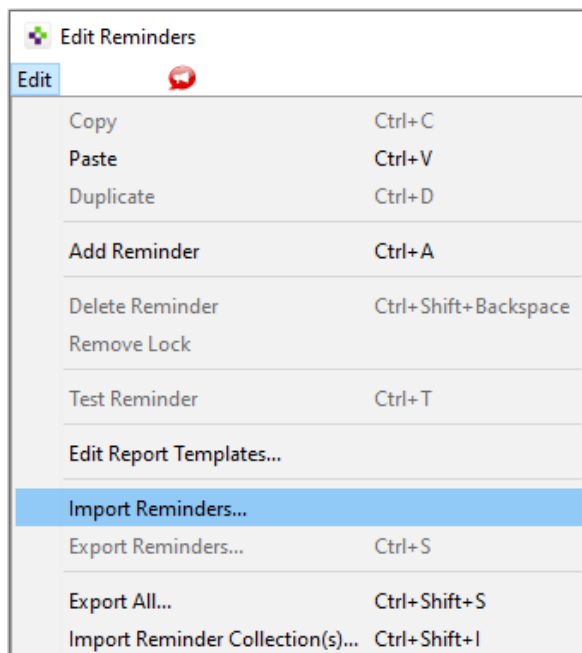 Edit Reminders
Edit
Copy Ctrl+C
Paste Ctrl+V
Duplicate Ctrl+D
Add Reminder Ctrl+A
Delete Reminder Ctrl+Shift+Backspace
Remove Lock
Test Reminder Ctrl+T
Edit Report Templates...
Import Reminders...
Export Reminders... Ctrl+S
Export All... Ctrl+Shift+S
Import Reminder Collection(s)... Ctrl+Shift+I